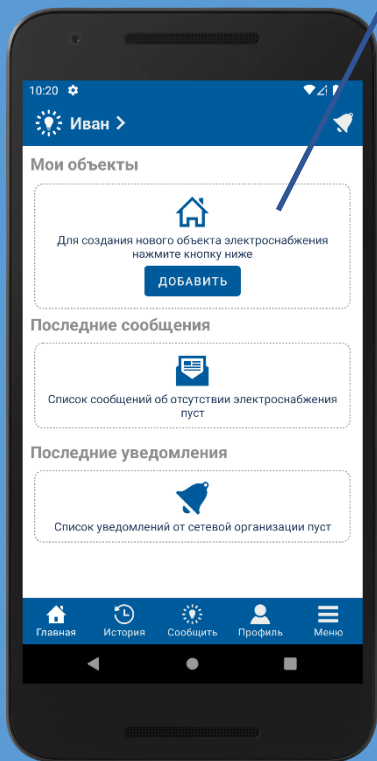 10:20
Иван >
Мои объекты
Для создания нового объекта электроснабжения
нажмите кнопку ниже
ДОБАВИТЬ
Последние сообщения
Список сообщений об отсутствии электроснабжения
пуст
Последние уведомления
Список уведомлений от сетевой организации пуст
Главная История Сообщить Профиль Меню